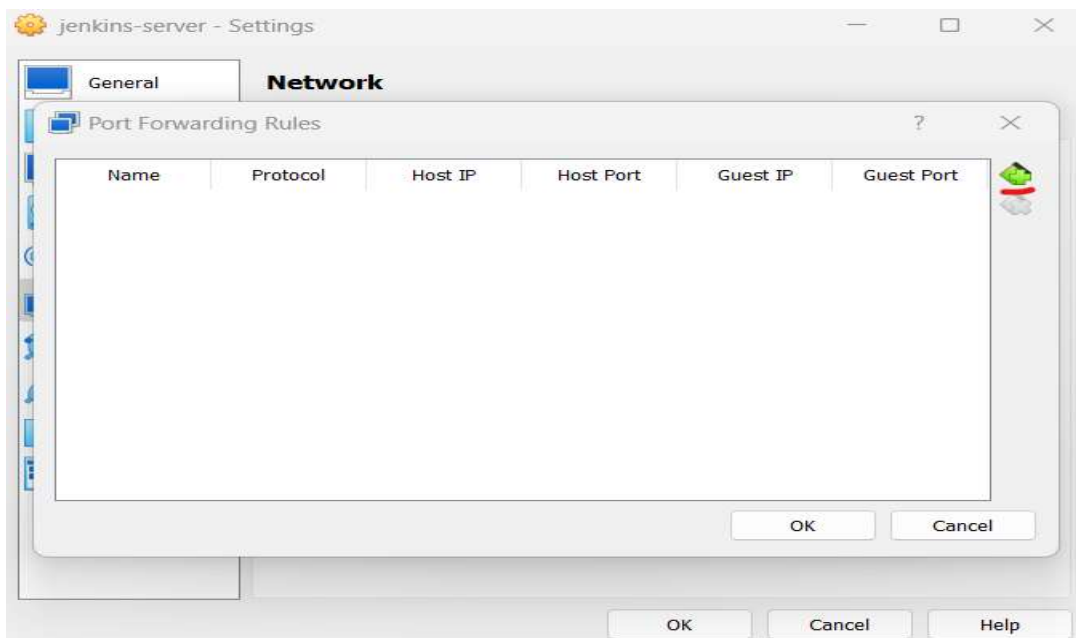 jenkins-server - Settings
General
Network
Port Forwarding Rules
?
Name Protocol Host IP Host Port Guest IP Guest Port
OK Cancel
OK Cancel Help